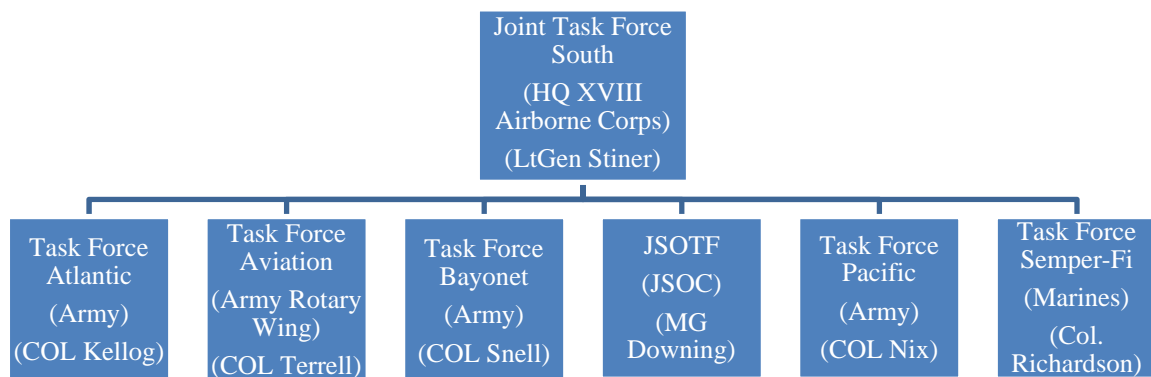 Joint Task Force
South
(HQ XVIII
Airborne Corps)
(LtGen Stiner)
Task Force
Atlantic
(Army)
(COL Kellog)
Task Force
Aviation
(Army Rotary
Wing)
(COL Terrell)
Task Force
Bayonet
(Army)
(COL Snell)
JSOTF
(JSOC)
(MG
Downing)
Task Force
Pacific
(Army)
(COL Nix)
Task Force
Semper-Fi
(Marines)
(Col.
Richardson)